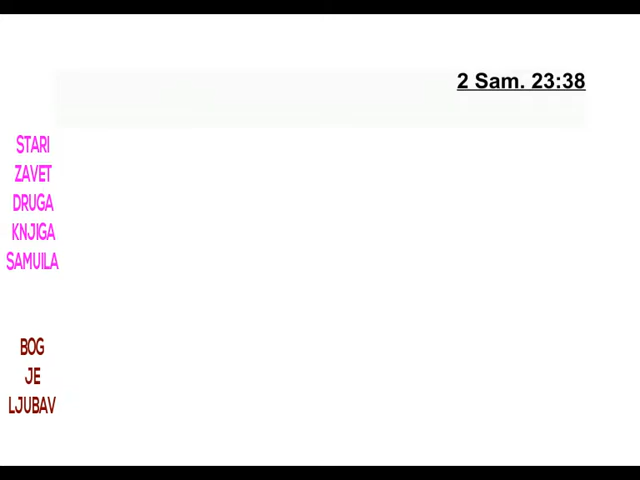 2 Sam. 23:38
STARI
ZAVET
DRUGA
KNJIGA
SAMUILA
BOG
JE
LJUBAV